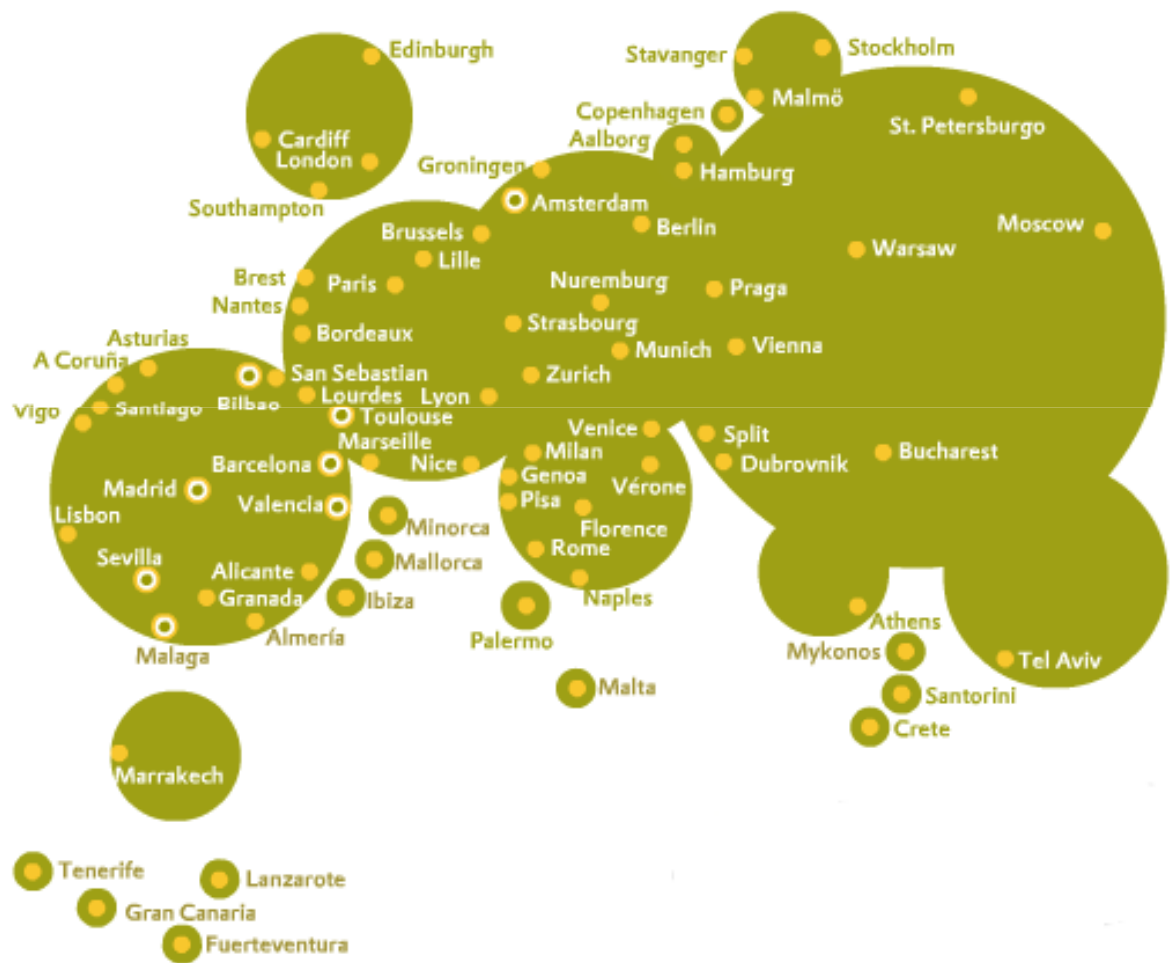 Edinburgh
Stavanger
Stockholm
Copenhagen
Malmö
St. Petersburgo
Cardiff
London
Aalborg
Groningen
Hamburg
Southampton
Amsterdam
Berlin
Moscow
Brussels
Lille
Warsaw
Brest
Paris
Nuremburg
Praga
Nantes
Bordeaux
Strasbourg
Asturias
Munich
Vienna
A Coruña
San Sebastian
Zurich
Lourdes
Lyon
Vigo
Santiago
Bilbao
Toulouse
Marseille
Venice
Split
Milan
Bucharest
Barcelona
Nice
Genoa
Dubrovnik
Madrid
Vérone
Valencia
Pisa
Lisbon
Minorca
Florence
Sevilla
Rome
Alicante
Mallorca
Granada
Ibiza
Naples
Almería
Palermo
Athens
Malaga
Mykonos
Tel Aviv
Malta
Santorini
Crete
Marrakech
Tenerife
Lanzarote
Gran Canaria
Fuerteventura